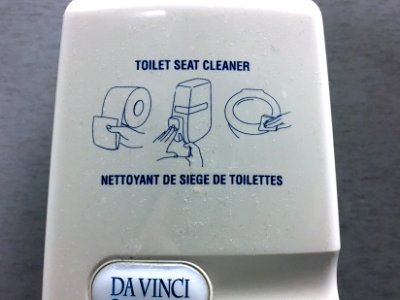 TOILET SEAT CLEANER
NETTOYANT DE SIEGE DE TOILETTES
DA VINCI